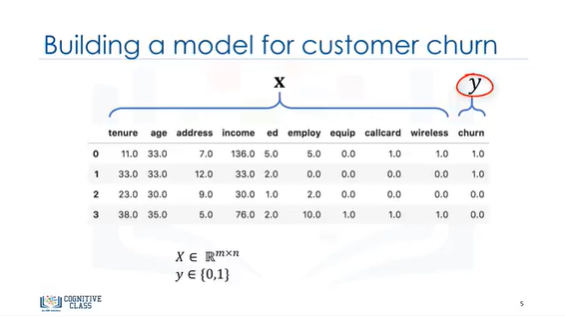 Building a model for customer churn
x y
tenure age address income ed employ equip callcard wireless churn
0 11.0 33.0 7.0 136.0 5.0 5.0 0.0 1.0 1.0 1.0
1 33.0 33.0 12.0 33.0 2.0 0.0 0.0 0.0 0.0 1.0
2 23.0 30.0 9.0 30.0 1.0 2.0 0.0 0.0 0.0 0.0
3 38.0 35.0 5.0 76.0 2.0 10.0 1.0 1.0 1.0 0.0
X ∈ ℝ^{m×n}
y ∈ {0,1}
COGNITIVE
CLASS
5